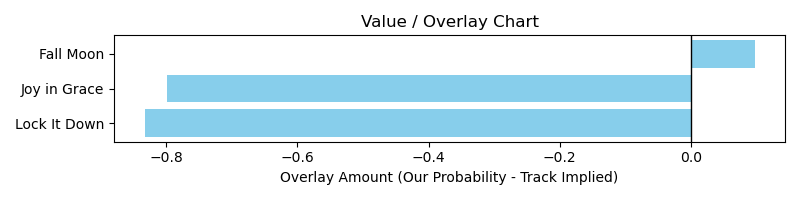 Value / Overlay Chart
Fall Moon
Joy in Grace
Lock It Down
−0.8 −0.6 −0.4 −0.2 0.0
Overlay Amount (Our Probability - Track Implied)